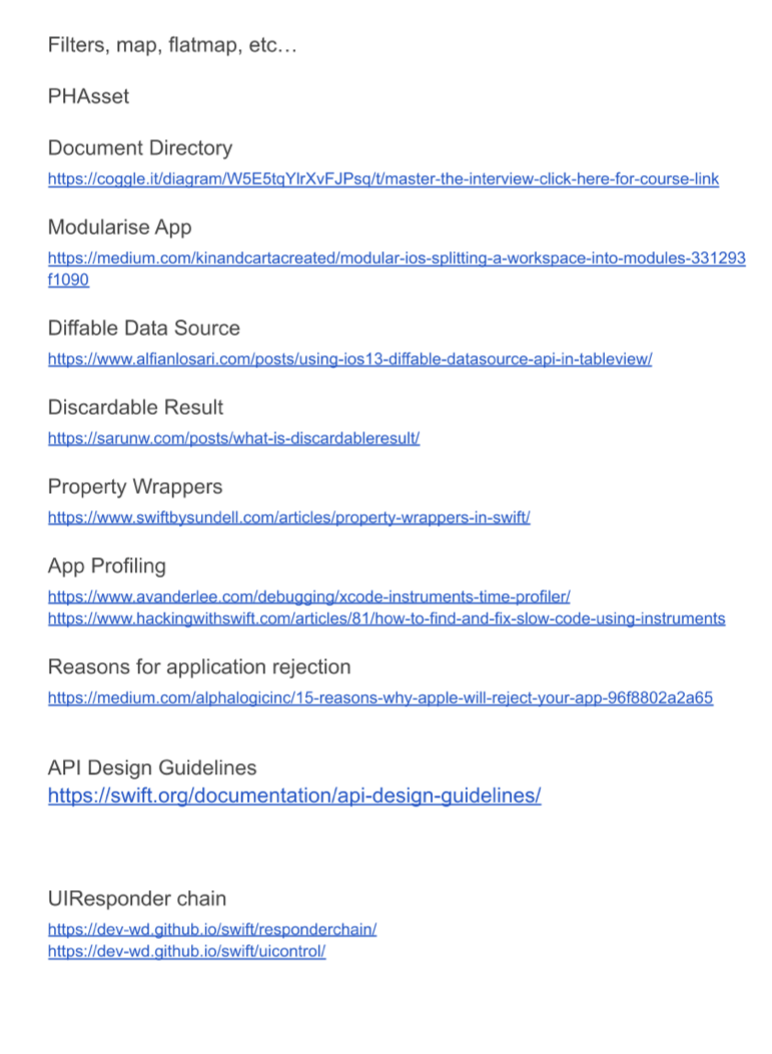 Filters, map, flatmap, etc…
PHAsset
Document Directory
https://coggle.it/diagram/W5E5tqYlrXvFJPsq/t/master-the-interview-click-here-for-course-link
Modularise App
https://medium.com/kinandcartacreated/modular-ios-splitting-a-workspace-into-modules-331293
f1090
Diffable Data Source
https://www.alfianlosari.com/posts/using-ios13-diffable-datasource-api-in-tableview/
Discardable Result
https://sarunw.com/posts/what-is-discardableresult/
Property Wrappers
https://www.swiftbysundell.com/articles/property-wrappers-in-swift/
App Profiling
https://www.avanderlee.com/debugging/xcode-instruments-time-profiler/
https://www.hackingwithswift.com/articles/81/how-to-find-and-fix-slow-code-using-instruments
Reasons for application rejection
https://medium.com/alphalogicinc/15-reasons-why-apple-will-reject-your-app-96f8802a2a65
API Design Guidelines
https://swift.org/documentation/api-design-guidelines/
UIResponder chain
https://dev-wd.github.io/swift/responderchain/
https://dev-wd.github.io/swift/uicontrol/